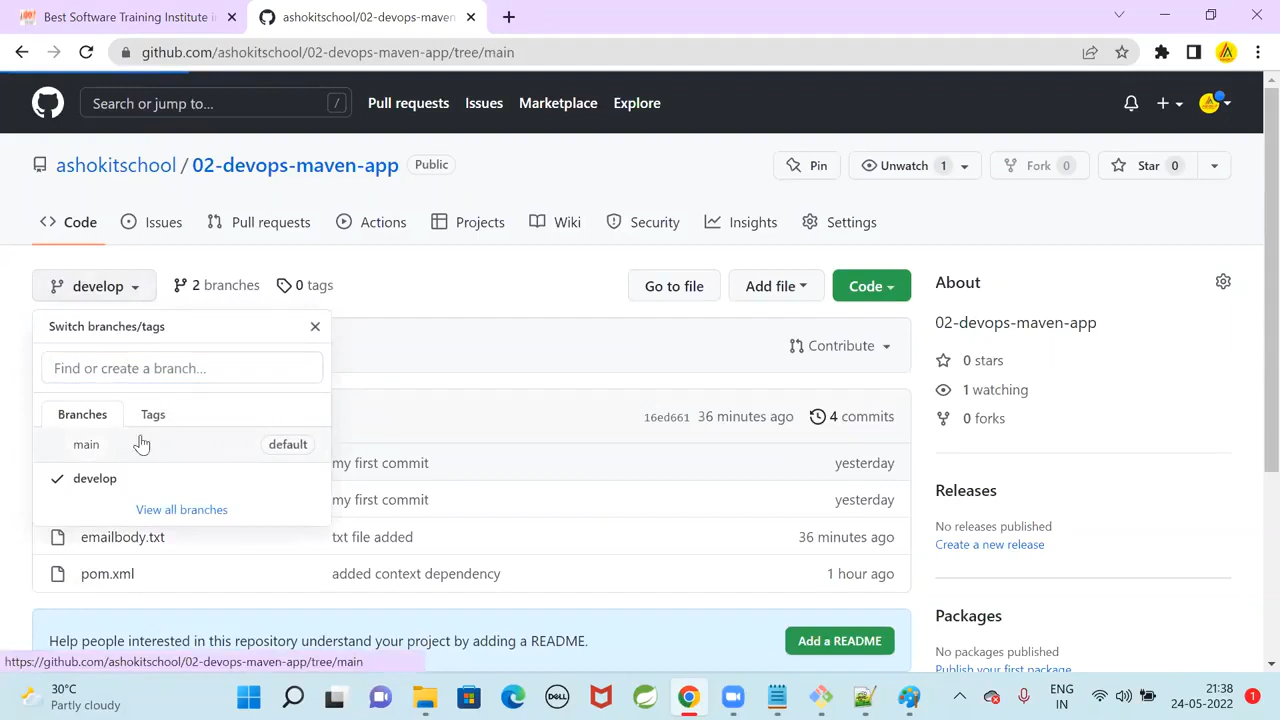 Best Software Training Institute in
ashokitschool/02-devops-maven
github.com/ashokitschool/02-devops-maven-app/tree/main
Search or jump to...
/
Pull requests
Issues
Marketplace
Explore
ashokitschool / 02-devops-maven-app
Public
Pin
Unwatch 1
Fork 0
Star 0
Code
Issues
Pull requests
Actions
Projects
Wiki
Security
Insights
Settings
develop
2 branches
0 tags
Go to file
Add file
Code
About
Switch branches/tags
02-devops-maven-app
Contribute
Find or create a branch...
0 stars
1 watching
Branches
Tags
16ed661 36 minutes ago
4 commits
0 forks
main
default
my first commit
yesterday
develop
Releases
my first commit
yesterday
View all branches
No releases published
emailbody.txt
txt file added
36 minutes ago
Create a new release
pom.xml
added context dependency
1 hour ago
Packages
Help people interested in this repository understand your project by adding a README.
Add a README
No packages published
https://github.com/ashokitschool/02-devops-maven-app/tree/main
Publish your first package
30°C
Partly cloudy
DELL
ENG
IN
21:38
24-05-2022
1